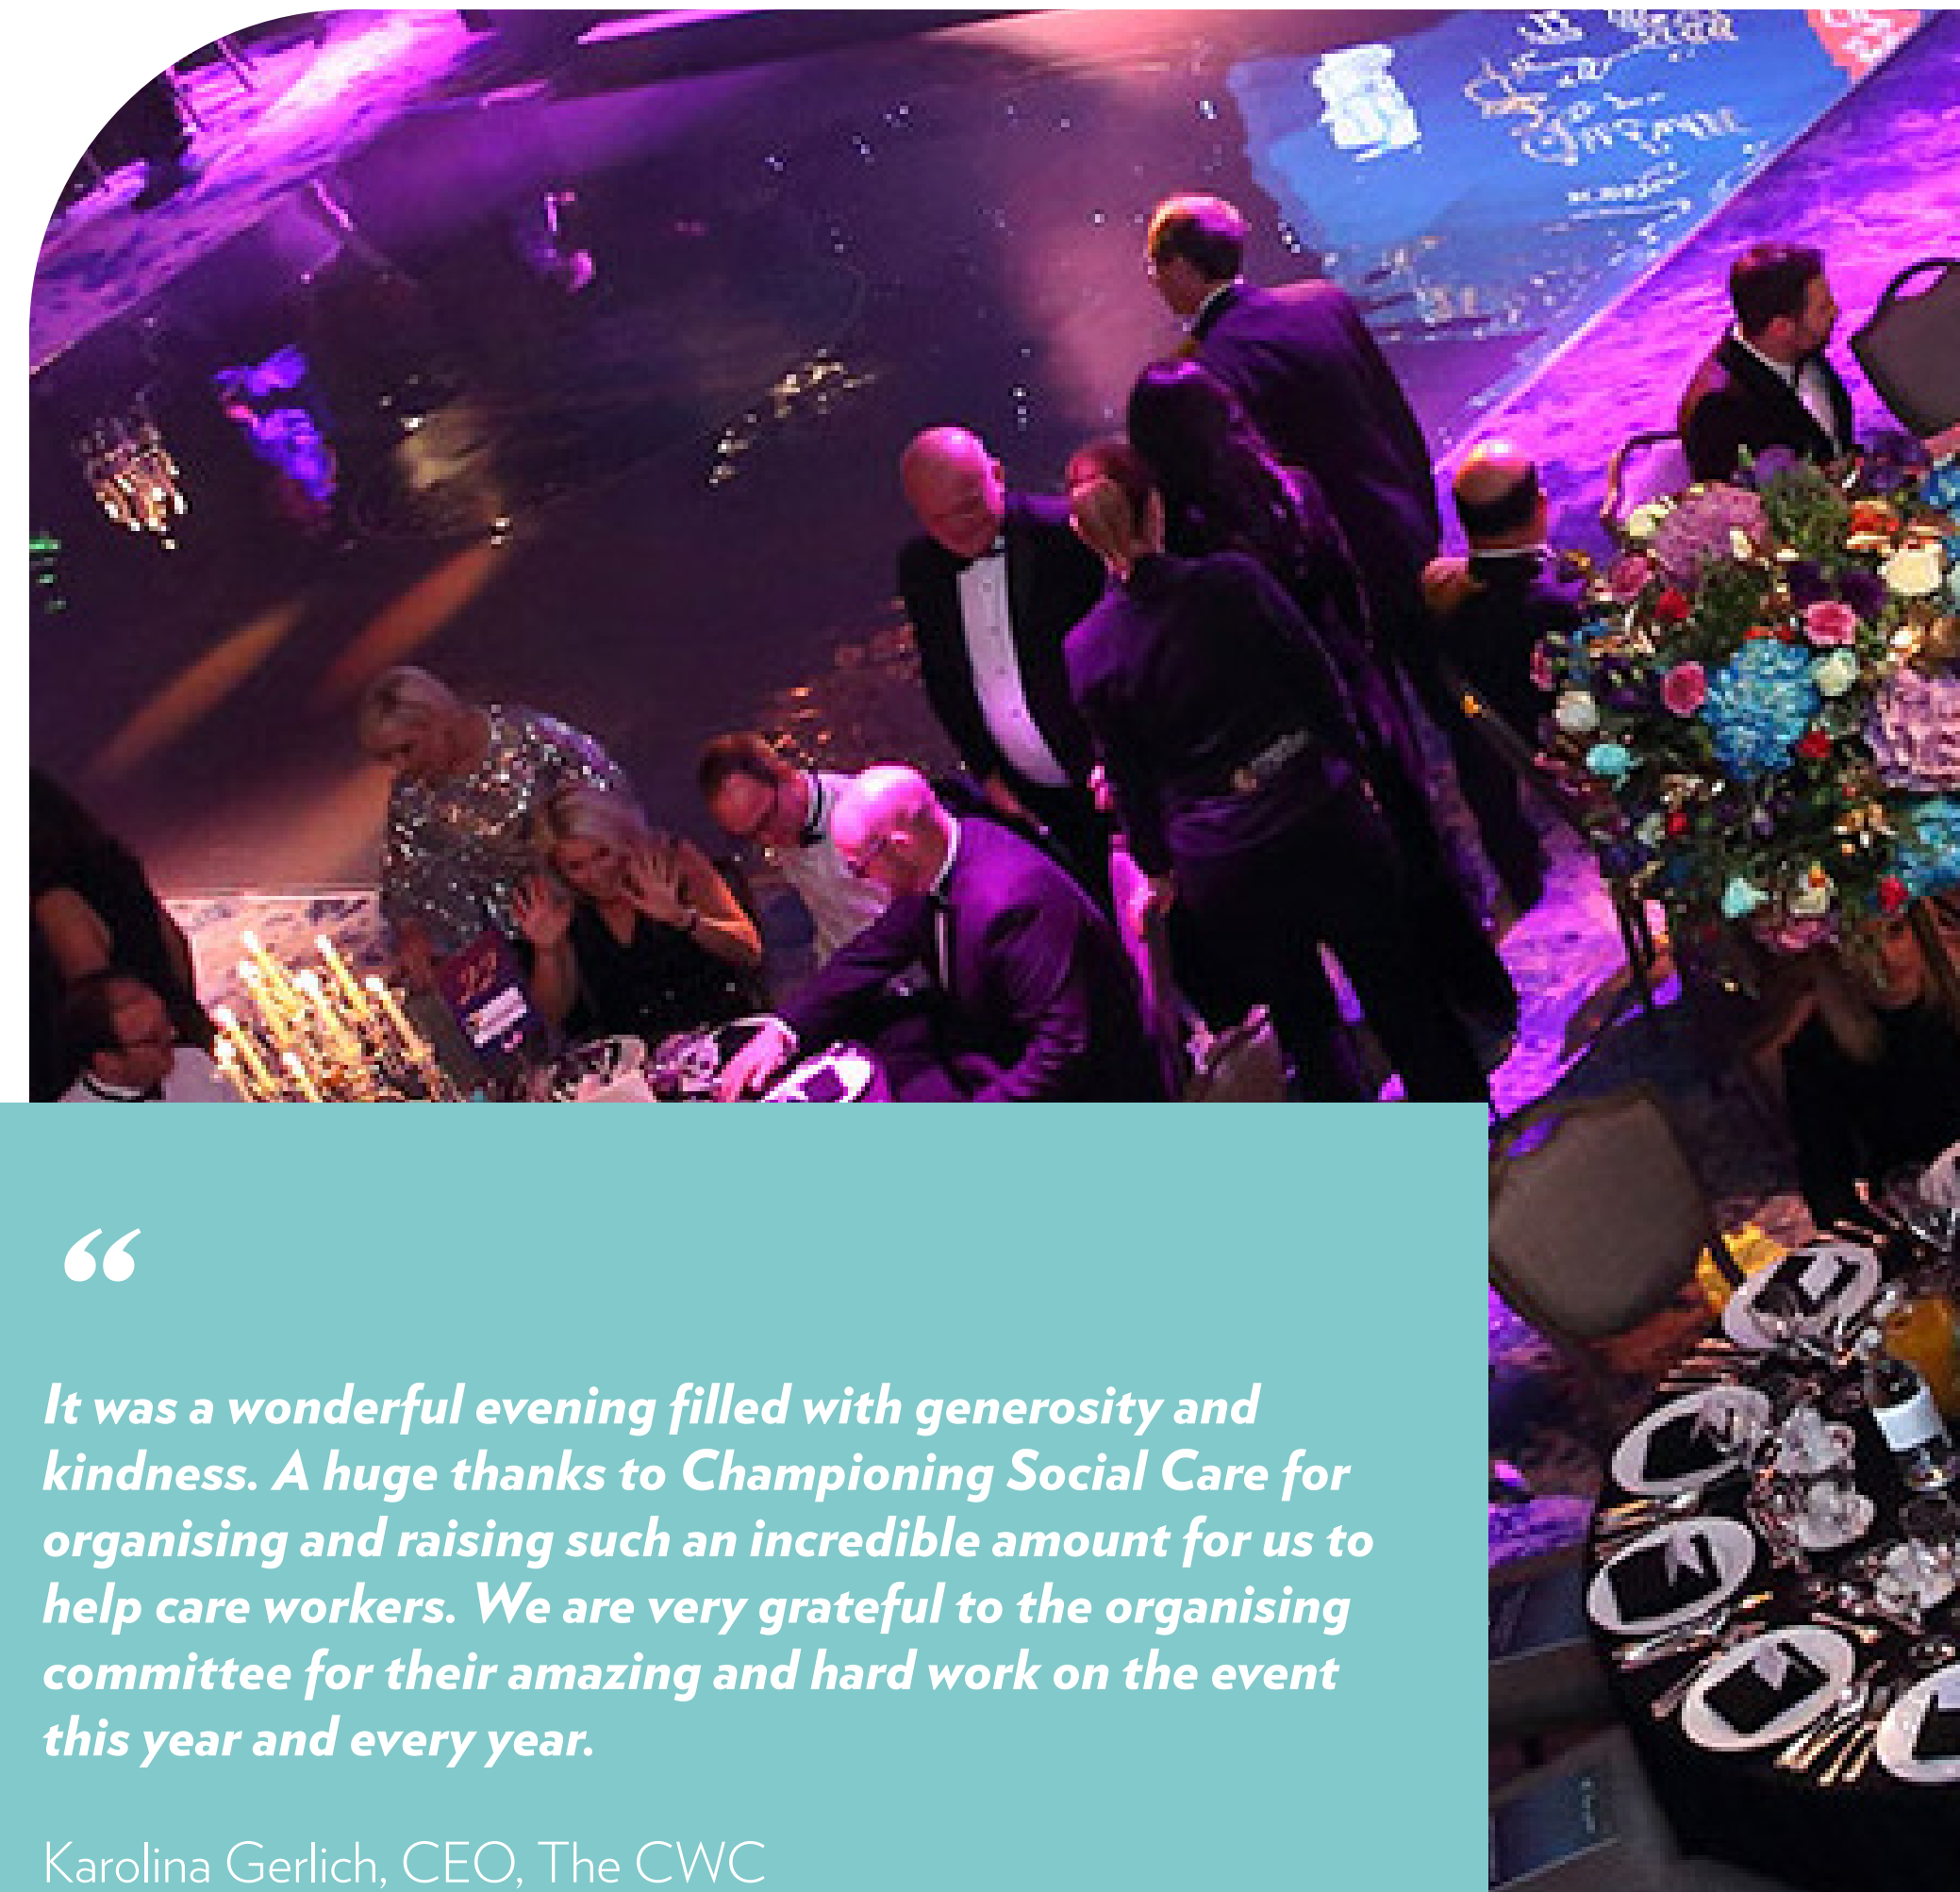 22
“
It was a wonderful evening filled with generosity and
kindness. A huge thanks to Championing Social Care for
organising and raising such an incredible amount for us to
help care workers. We are very grateful to the organising
committee for their amazing and hard work on the event
this year and every year.
Karolina Gerlich, CEO, The CWC